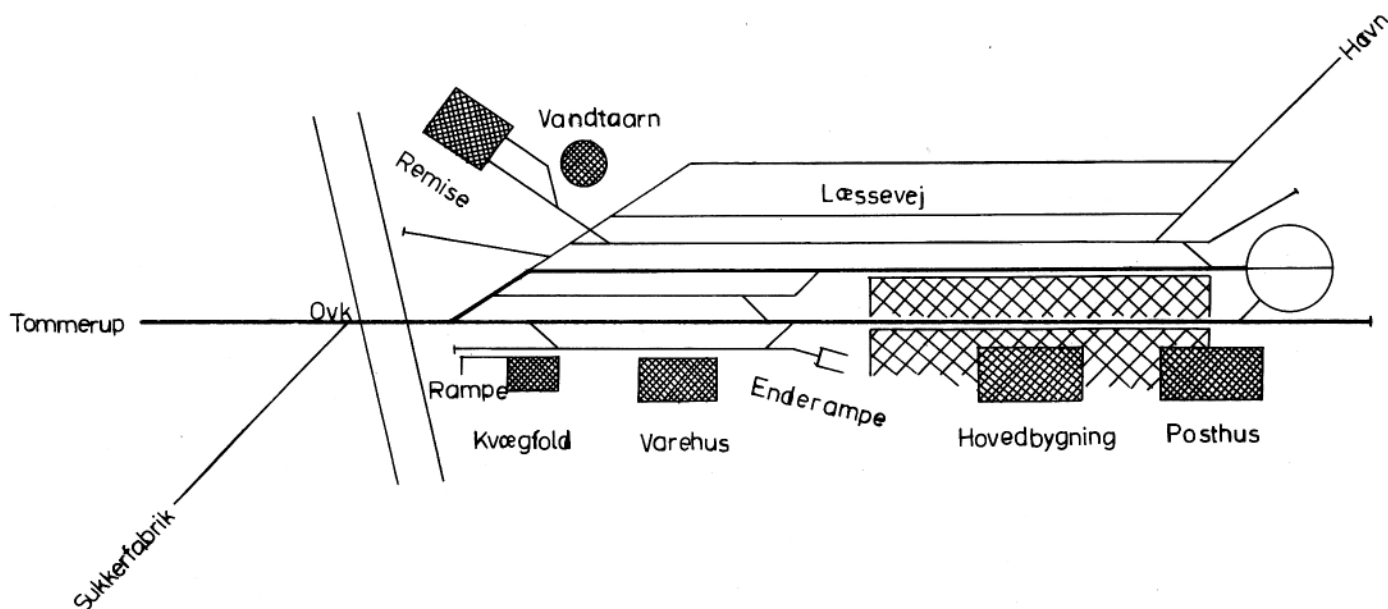 Havn
Vandtaarn
Remise
Læssevej
Ovk
Tommerup
Rampe
Enderampe
Kvægfold
Varehus
Hovedbygning
Posthus
Sukkerfabrik